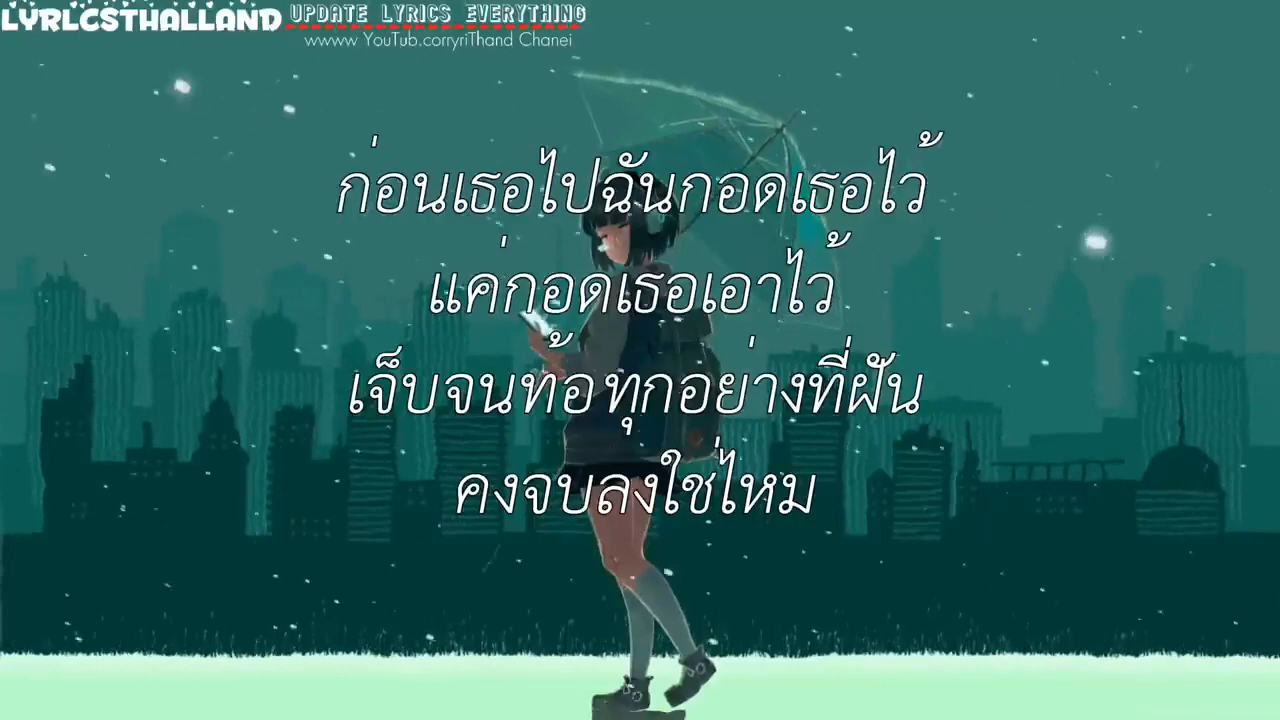 LYRLCSTHALLAND UPDATE LYRICS EVERYTHING
wwww YouTub.corryriThand Chanei
ก่อนเธอไปฉันกอดเธอไว้
แค่กอดเธอเอาไว้
เจ็บจนท้อทุกอย่างที่ฝัน
คงจบลงใช่ไหม